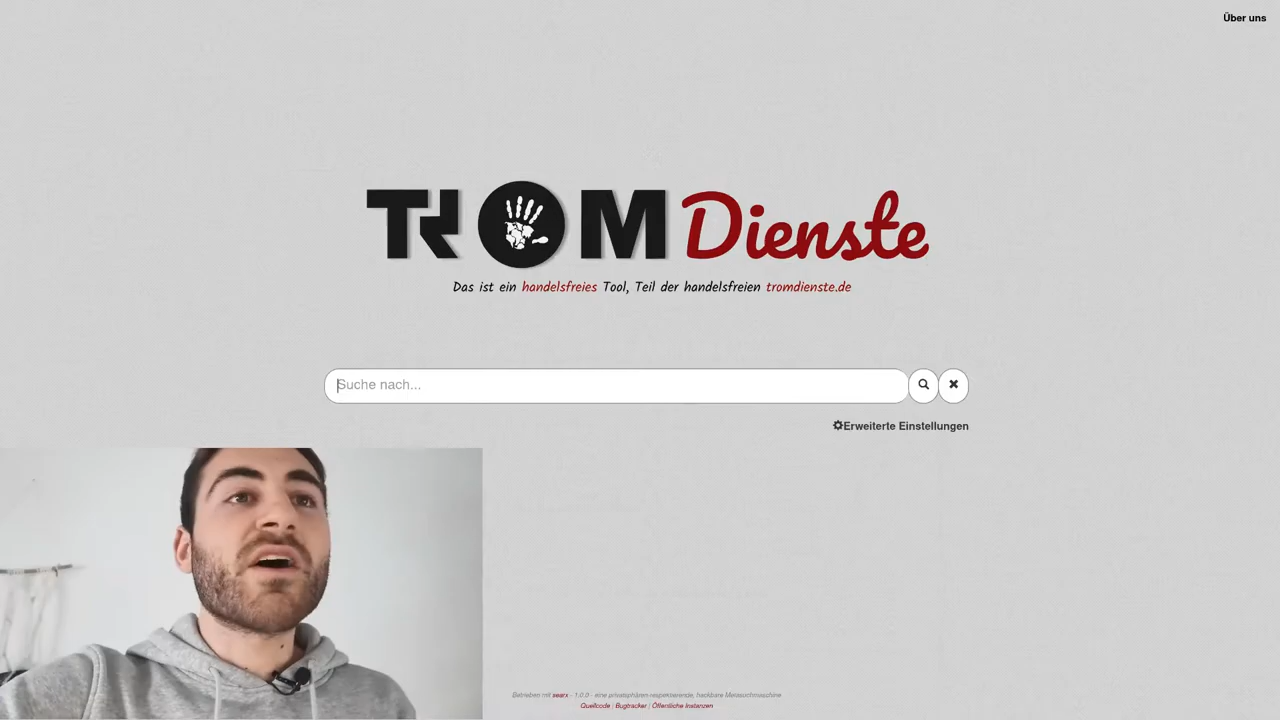 Über uns
TROM Dienste
Das ist ein handelsfreies Tool, Teil der handelsfreien tromdienste.de
Suche nach...
Erweiterte Einstellungen
Betrieben mit searx - 1.0.0 - eine privatsphären-respektierende, hackbare Metasuchmaschine
Quellcode | Bugtracker | Öffentliche Instanzen